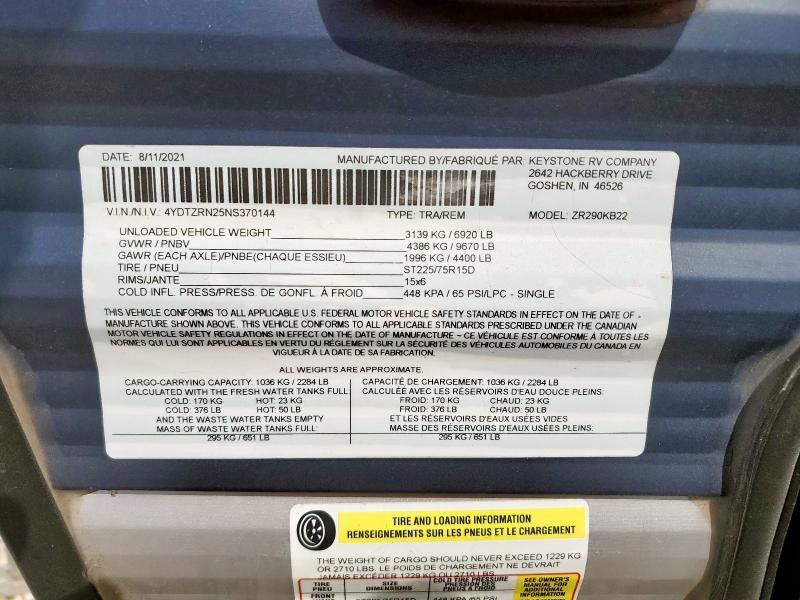 DATE: 8/11/2021 MANUFACTURED BY/FABRIQUÉ PAR: KEYSTONE RV COMPANY
2642 HACKBERRY DRIVE
GOSHEN, IN 46526
V.I.N./N.I.V.: 4YDTZRN25NS370144 TYPE: TRA/REM MODEL: ZR290KB22
UNLOADED VEHICLE WEIGHT 3139 KG / 6920 LB
GVWR / PNBV 4386 KG / 9670 LB
GAWR (EACH AXLE)/PNBE(CHAQUE ESSIEU) 1996 KG / 4400 LB
TIRE / PNEU ST225/75R15D
RIMS/JANTE 15x6
COLD INFL. PRESS/PRESS. DE GONFL. À FROID 448 KPA / 65 PSI/LPC - SINGLE
THIS VEHICLE CONFORMS TO ALL APPLICABLE U.S. FEDERAL MOTOR VEHICLE SAFETY STANDARDS IN EFFECT ON THE DATE OF -
MANUFACTURE SHOWN ABOVE. THIS VEHICLE CONFORMS TO ALL APPLICABLE STANDARDS PRESCRIBED UNDER THE CANADIAN
MOTOR VEHICLE SAFETY REGULATIONS IN EFFECT ON THE DATE OF MANUFACTURE ~ CE VÉHICULE EST CONFORME À TOUTES LES
NORMES QUI LUI SONT APPLICABLES EN VERTU DU RÉGLEMENT SUR LA SÉCURITÉ DES VÉHICULES AUTOMOBILES DU CANADA EN
VIGUEUR À LA DATE DE SA FABRICATION.
ALL WEIGHTS ARE APPROXIMATE.
CARGO-CARRYING CAPACITY: 1036 KG / 2284 LB
CALCULATED WITH THE FRESH WATER TANKS FULL:
COLD: 170 KG HOT: 23 KG
COLD: 376 LB HOT: 50 LB
AND THE WASTE WATER TANKS EMPTY
MASS OF WASTE WATER TANKS FULL:
295 KG / 651 LB
CAPACITÉ DE CHARGEMENT: 1036 KG / 2284 LB
CALCULÉE AVEC LES RÉSERVOIRS D'EAU DOUCE PLEINS:
FROID: 170 KG CHAUD: 23 KG
FROID: 376 LB CHAUD: 50 LB
ET LES RÉSERVOIRS D'EAUX USÉES VIDES
MASSE DES RÉSERVOIRS D'EAUX USÉES PLEINS:
295 KG / 651 LB
TIRE AND LOADING INFORMATION
RENSEIGNEMENTS SUR LES PNEUS ET LE CHARGEMENT
THE WEIGHT OF CARGO SHOULD NEVER EXCEED 1229 KG
OR 2710 LBS. LE POIDS DE CHARGEMENT NE DEVRAIT
JAMAIS EXCÉDER 1229 KG OU 2710 LBS.
TIRE SIZE COLD TIRE PRESSURE
PNEU DIMENSIONS PRESSION DES PNEUS À FROID
FRONT 448 KPA /65 PSI
SEE OWNER'S
MANUAL FOR
ADDITIONAL